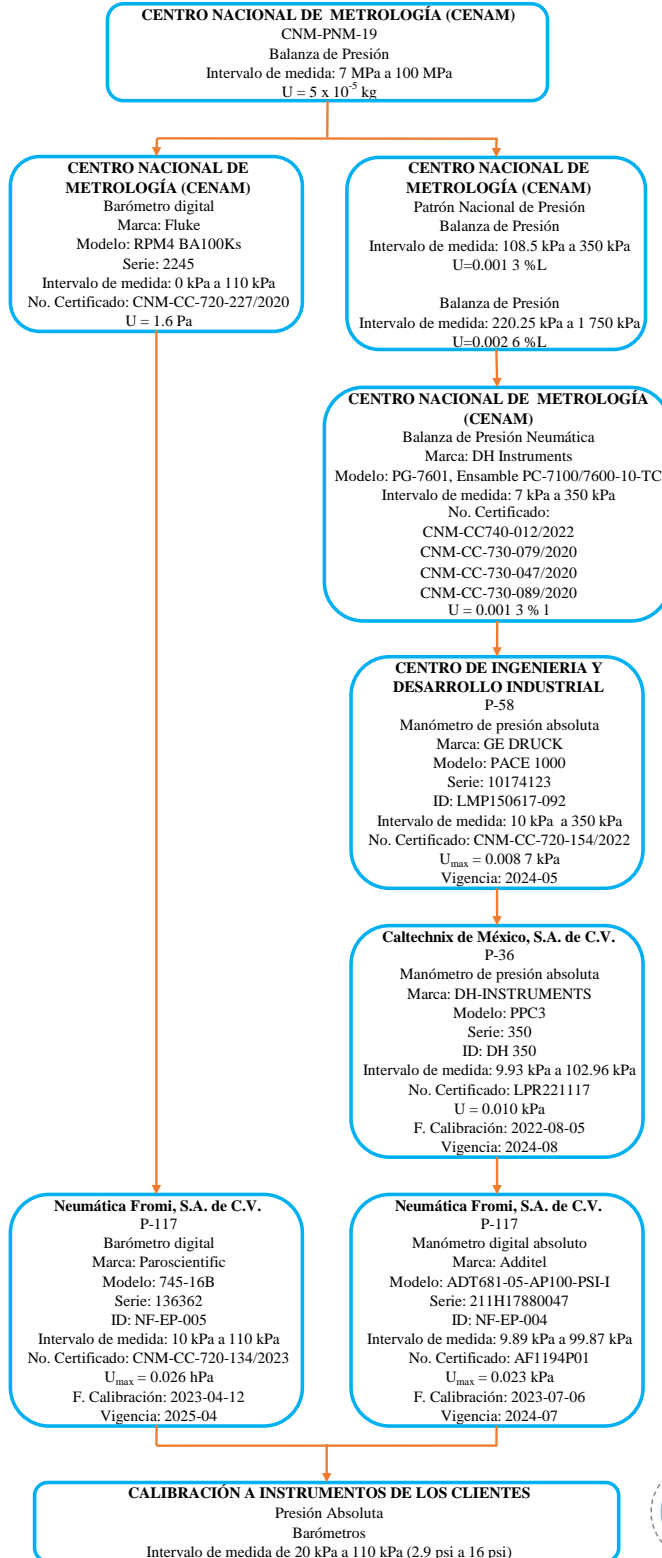 CENTRO NACIONAL DE METROLOGÍA (CENAM)
CNM-PNM-19
Balanza de Presión
Intervalo de medida: 7 MPa a 100 MPa
U = 5 x 10⁻⁵ kg
CENTRO NACIONAL DE
METROLOGÍA (CENAM)
Barómetro digital
Marca: Fluke
Modelo: RPM4 BA100Ks
Serie: 2245
Intervalo de medida: 0 kPa a 110 kPa
No. Certificado: CNM-CC-720-227/2020
U = 1.6 Pa
CENTRO NACIONAL DE
METROLOGÍA (CENAM)
Patrón Nacional de Presión
Balanza de Presión
Intervalo de medida: 108.5 kPa a 350 kPa
U=0.001 3 %L
Balanza de Presión
Intervalo de medida: 220.25 kPa a 1 750 kPa
U=0.002 6 %L
CENTRO NACIONAL DE METROLOGÍA
(CENAM)
Balanza de Presión Neumática
Marca: DH Instruments
Modelo: PG-7601, Ensamble PC-7100/7600-10-TC
Intervalo de medida: 7 kPa a 350 kPa
No. Certificado:
CNM-CC740-012/2022
CNM-CC-730-079/2020
CNM-CC-730-047/2020
CNM-CC-730-089/2020
U = 0.001 3 % l
CENTRO DE INGENIERIA Y
DESARROLLO INDUSTRIAL
P-58
Manómetro de presión absoluta
Marca: GE DRUCK
Modelo: PACE 1000
Serie: 10174123
ID: LMP150617-092
Intervalo de medida: 10 kPa a 350 kPa
No. Certificado: CNM-CC-720-154/2022
Umax = 0.008 7 kPa
Vigencia: 2024-05
Caltechnix de México, S.A. de C.V.
P-36
Manómetro de presión absoluta
Marca: DH-INSTRUMENTS
Modelo: PPC3
Serie: 350
ID: DH 350
Intervalo de medida: 9.93 kPa a 102.96 kPa
No. Certificado: LPR221117
U = 0.010 kPa
F. Calibración: 2022-08-05
Vigencia: 2024-08
Neumática Fromi, S.A. de C.V.
P-117
Barómetro digital
Marca: Paroscientific
Modelo: 745-16B
Serie: 136362
ID: NF-EP-005
Intervalo de medida: 10 kPa a 110 kPa
No. Certificado: CNM-CC-720-134/2023
Umax = 0.026 hPa
F. Calibración: 2023-04-12
Vigencia: 2025-04
Neumática Fromi, S.A. de C.V.
P-117
Manómetro digital absoluto
Marca: Additel
Modelo: ADT681-05-AP100-PSI-I
Serie: 211H17880047
ID: NF-EP-004
Intervalo de medida: 9.89 kPa a 99.87 kPa
No. Certificado: AF1194P01
Umax = 0.023 kPa
F. Calibración: 2023-07-06
Vigencia: 2024-07
CALIBRACIÓN A INSTRUMENTOS DE LOS CLIENTES
Presión Absoluta
Barómetros
Intervalo de medida de 20 kPa a 110 kPa (2.9 psi a 16 psi)